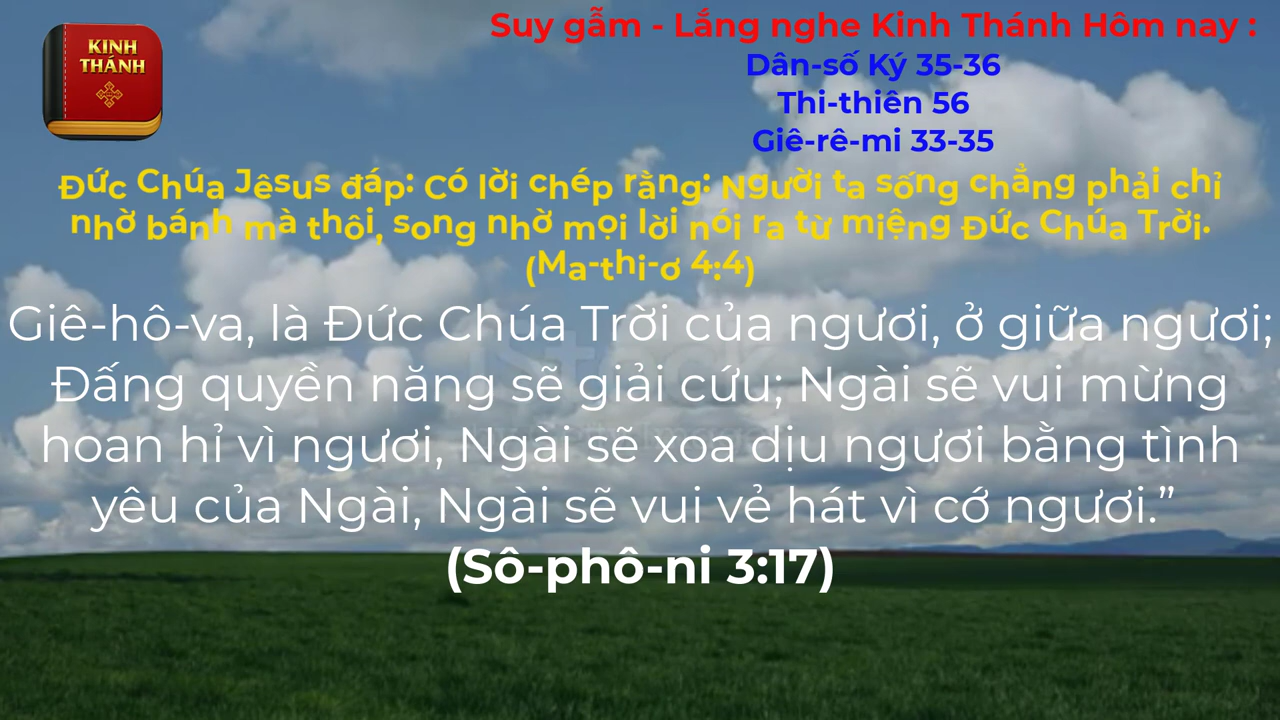 KINH
THÁNH
Suy gẫm - Lắng nghe Kinh Thánh Hôm nay :
Dân-số Ký 35-36
Thi-thiên 56
Giê-rê-mi 33-35
Đức Chúa Jêsus đáp: Có lời chép rằng: Người ta sống chẳng phải chỉ
nhờ bánh mà thôi, song nhờ mọi lời nói ra từ miệng Đức Chúa Trời.
(Ma-thi-ơ 4:4)
Giê-hô-va, là Đức Chúa Trời của ngươi, ở giữa ngươi;
Đấng quyền năng sẽ giải cứu; Ngài sẽ vui mừng
hoan hỉ vì ngươi, Ngài sẽ xoa dịu ngươi bằng tình
yêu của Ngài, Ngài sẽ vui vẻ hát vì cớ ngươi.”
(Sô-phô-ni 3:17)